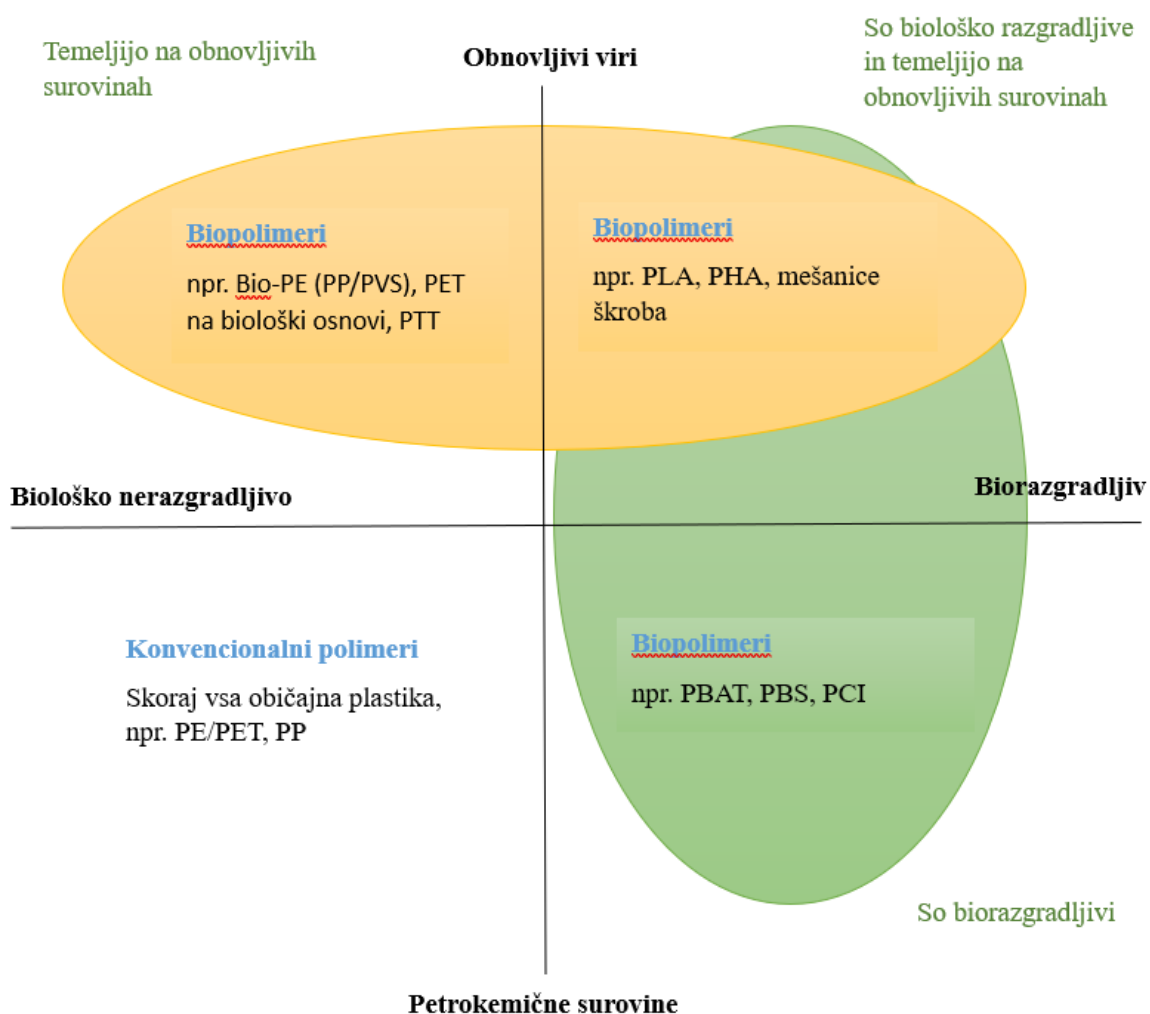 Temeljijo na obnovljivih
surovinah
Obnovljivi viri
So biološko razgradljive
in temeljijo na
obnovljivih surovinah
Biopolimeri
npr. Bio-PE (PP/PVS), PET
na biološki osnovi, PTT
Biopolimeri
npr. PLA, PHA, mešanice
škroba
Biološko nerazgradljivo
Biorazgradljiv
Konvencionalni polimeri
Skoraj vsa običajna plastika,
npr. PE/PET, PP
Biopolimeri
npr. PBAT, PBS, PCI
So biorazgradljivi
Petrokemične surovine